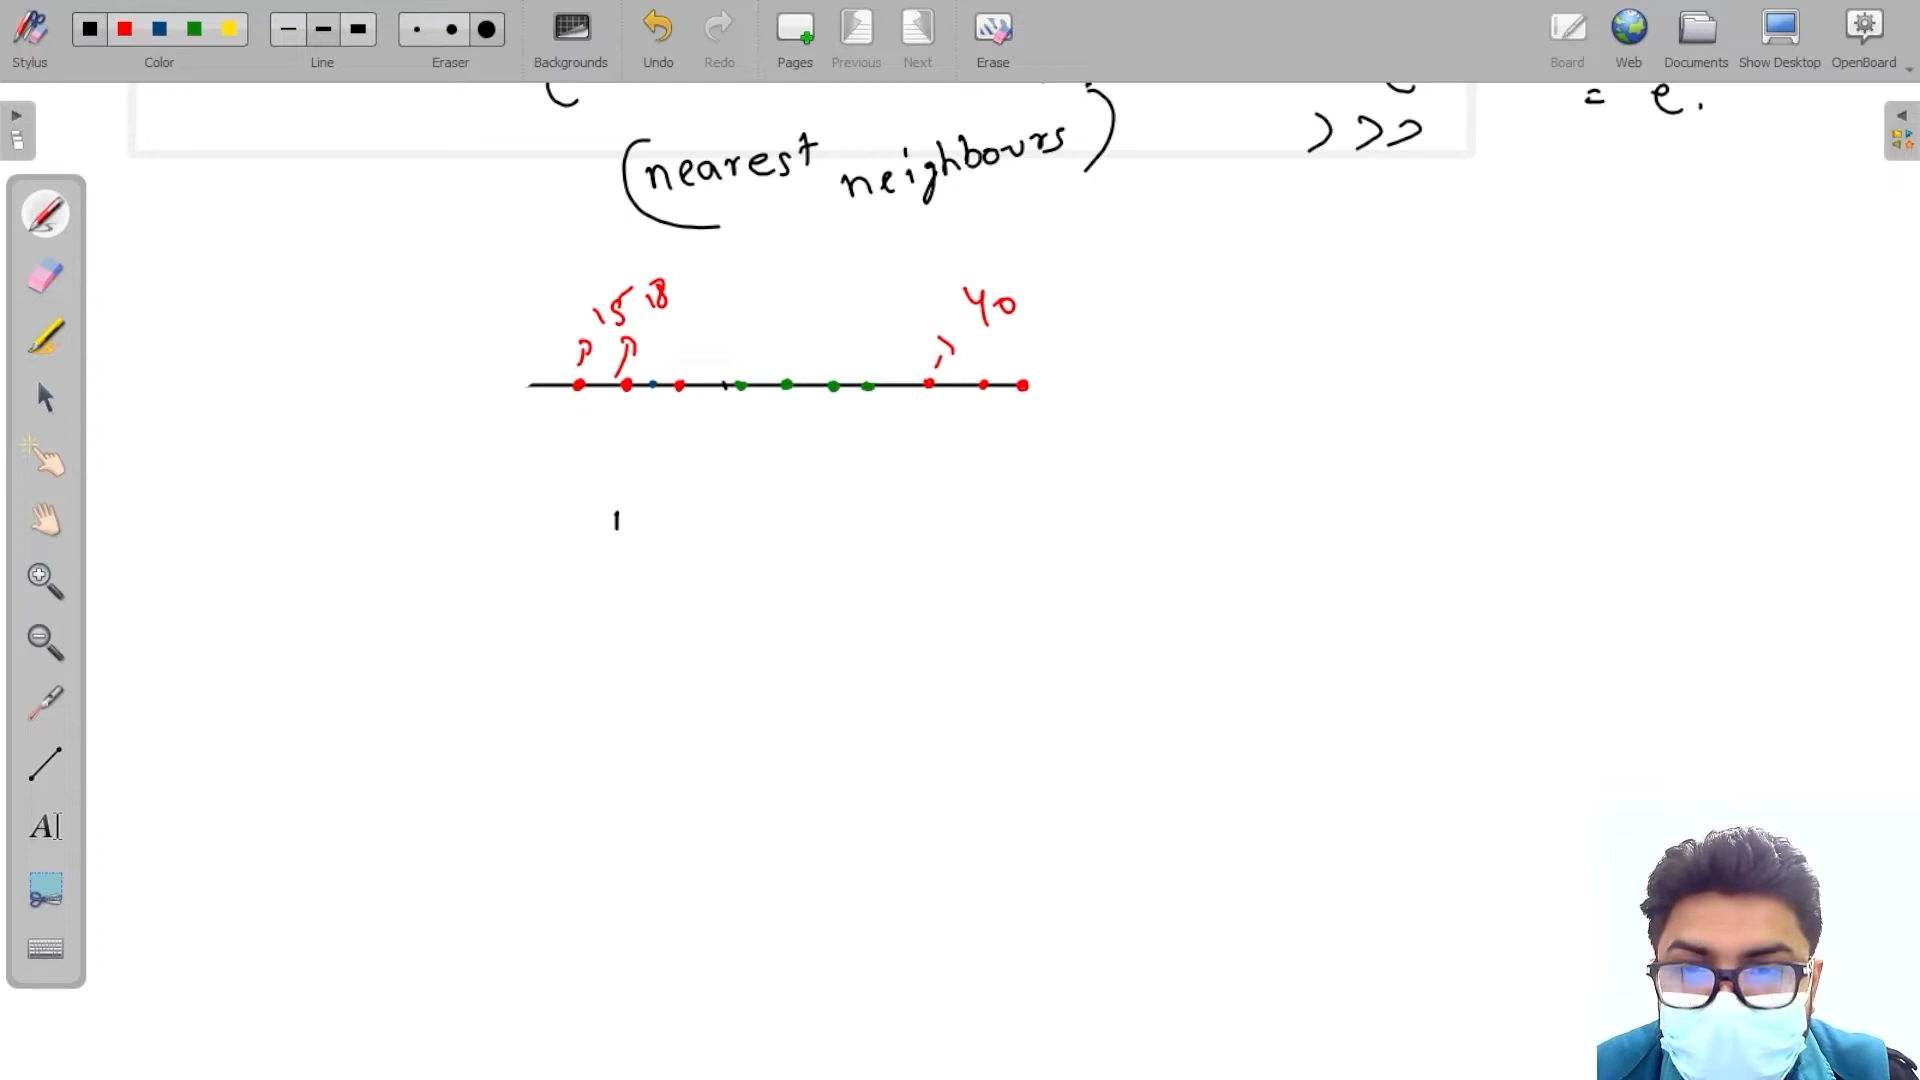 Stylus Color Line Eraser Backgrounds Undo Redo Pages Previous Next Erase Board Web Documents Show Desktop OpenBoard
= e.
(nearest neighbours)
>>>
15 18 40
A